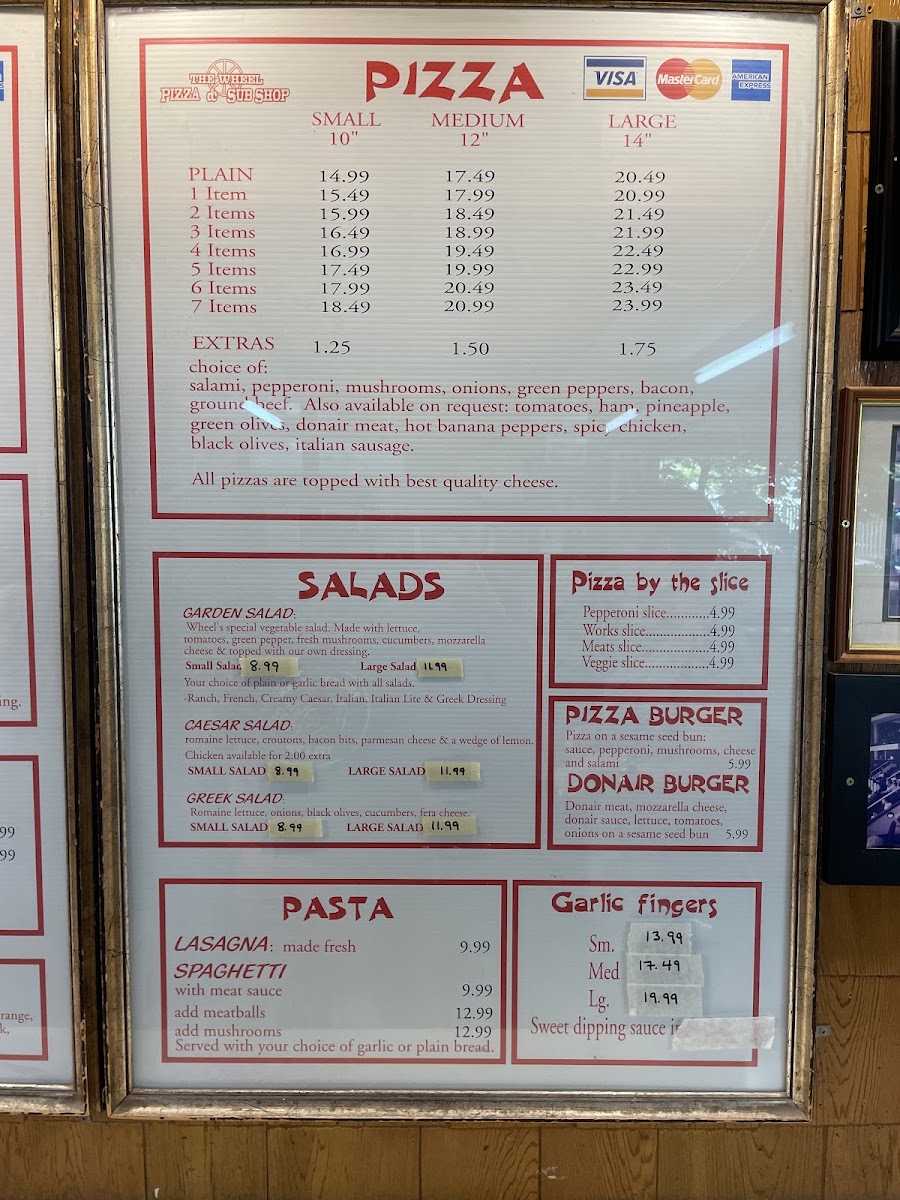 THE WHEEL
PIZZA & SUB SHOP
PIZZA
VISA MasterCard AMERICAN EXPRESS
SMALL MEDIUM LARGE
10" 12" 14"
PLAIN 14.99 17.49 20.49
1 Item 15.49 17.99 20.99
2 Items 15.99 18.49 21.49
3 Items 16.49 18.99 21.99
4 Items 16.99 19.49 22.49
5 Items 17.49 19.99 22.99
6 Items 17.99 20.49 23.49
7 Items 18.49 20.99 23.99
EXTRAS 1.25 1.50 1.75
choice of:
salami, pepperoni, mushrooms, onions, green peppers, bacon,
ground beef. Also available on request: tomatoes, ham, pineapple,
green olives, donair meat, hot banana peppers, spicy chicken,
black olives, italian sausage.
All pizzas are topped with best quality cheese.
SALADS
GARDEN SALAD:
Wheel's special vegetable salad. Made with lettuce,
tomatoes, green pepper, fresh mushrooms, cucumbers, mozzarella
cheese & topped with our own dressing.
Small Salad 8.99 Large Salad 11.99
Your choice of plain or garlic bread with all salads.
-Ranch, French, Creamy Caesar, Italian, Italian Lite & Greek Dressing
CAESAR SALAD:
romaine lettuce, croutons, bacon bits, parmesan cheese & a wedge of lemon.
Chicken available for 2.00 extra
SMALL SALAD 8.99 LARGE SALAD 11.99
GREEK SALAD:
Romaine lettuce, onions, black olives, cucumbers, feta cheese.
SMALL SALAD 8.99 LARGE SALAD 11.99
Pizza by the slice
Pepperoni slice............4.99
Works slice..................4.99
Meats slice...................4.99
Veggie slice..................4.99
PIZZA BURGER
Pizza on a sesame seed bun:
sauce, pepperoni, mushrooms, cheese
and salami 5.99
DONAIR BURGER
Donair meat, mozzarella cheese,
donair sauce, lettuce, tomatoes,
onions on a sesame seed bun 5.99
PASTA
LASAGNA: made fresh 9.99
SPAGHETTI
with meat sauce 9.99
add meatballs 12.99
add mushrooms 12.99
Served with your choice of garlic or plain bread.
Garlic fingers
Sm. 13.99
Med 17.49
Lg. 19.99
Sweet dipping sauce
ing.
99
99